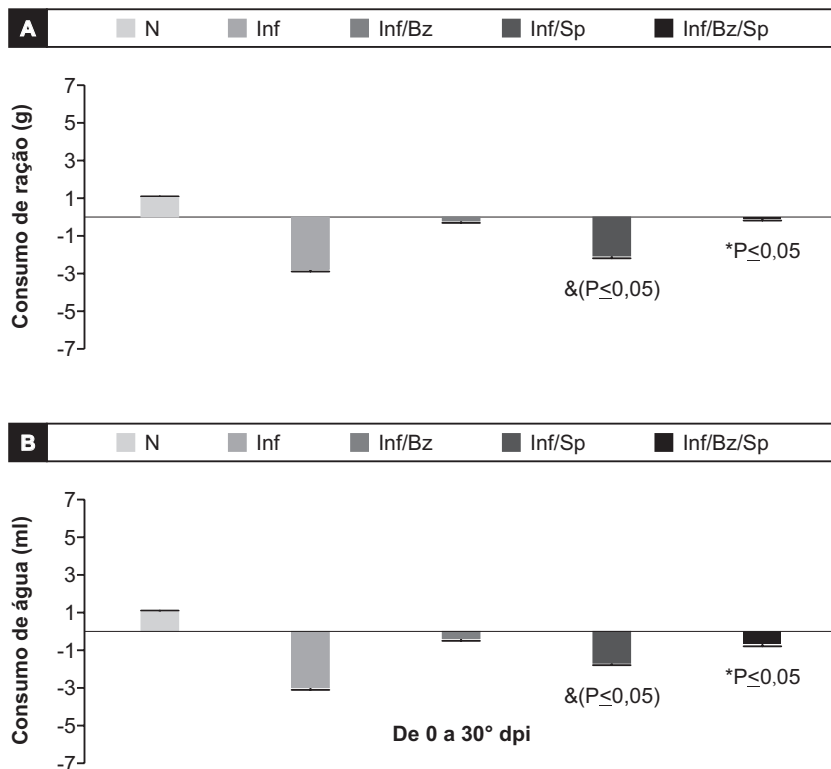 A N Inf Inf/Bz Inf/Sp Inf/Bz/Sp
Consumo de ração (g)
7
5
3
1
-1
-3
-5
-7
*P≤0,05
&(P≤0,05)
B N Inf Inf/Bz Inf/Sp Inf/Bz/Sp
Consumo de água (ml)
7
5
3
1
-1
-3
-5
-7
*P≤0,05
&(P≤0,05)
De 0 a 30° dpi